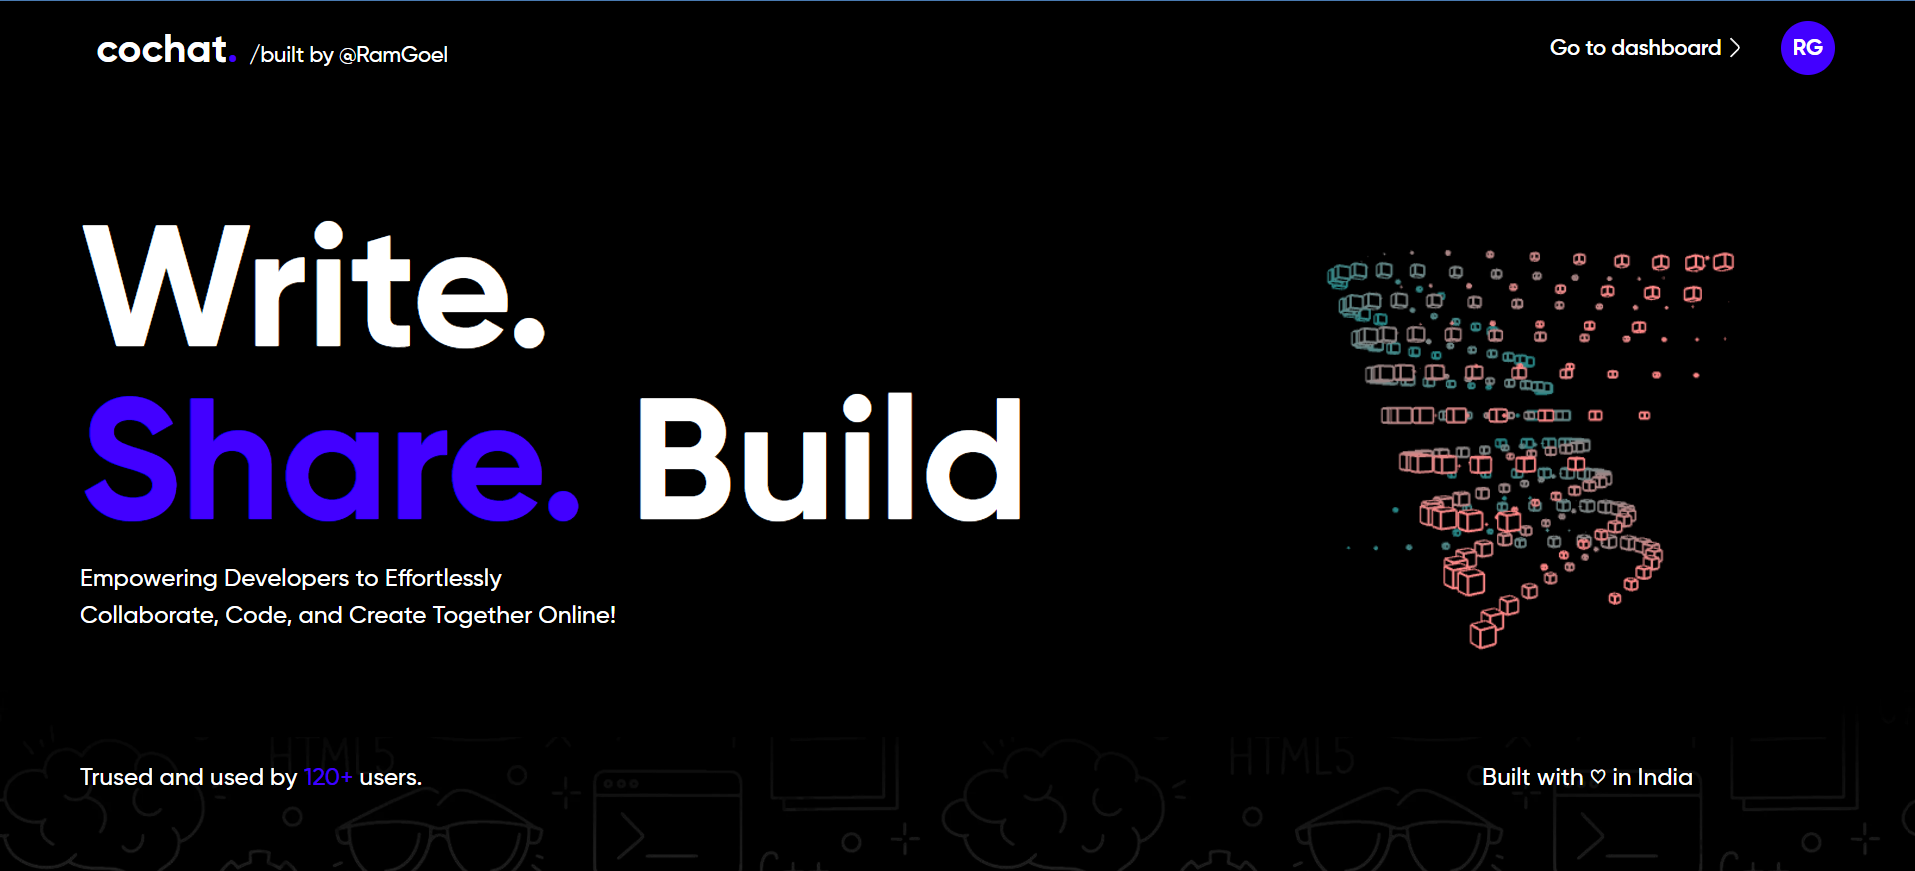 cochat. /built by @RamGoel
Go to dashboard
RG
Write.
Share. Build
Empowering Developers to Effortlessly
Collaborate, Code, and Create Together Online!
HTML5
HTML5
Trused and used by 120+ users.
Built with ♡ in India